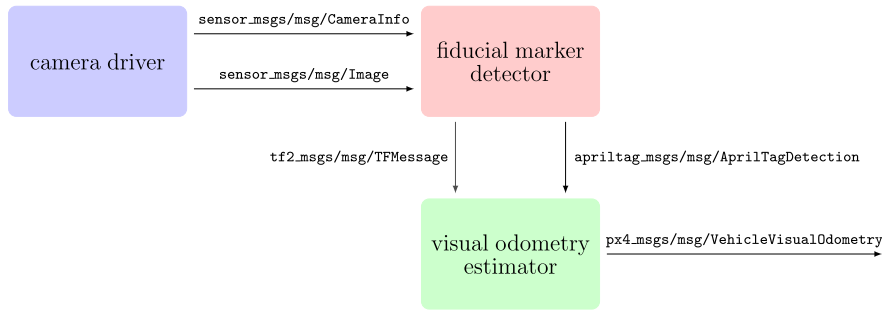 sensor_msgs/msg/CameraInfo
camera driver
sensor_msgs/msg/Image
fiducial marker
detector
tf2_msgs/msg/TFMessage
apriltag_msgs/msg/AprilTagDetection
visual odometry
estimator
px4_msgs/msg/VehicleVisualOdometry